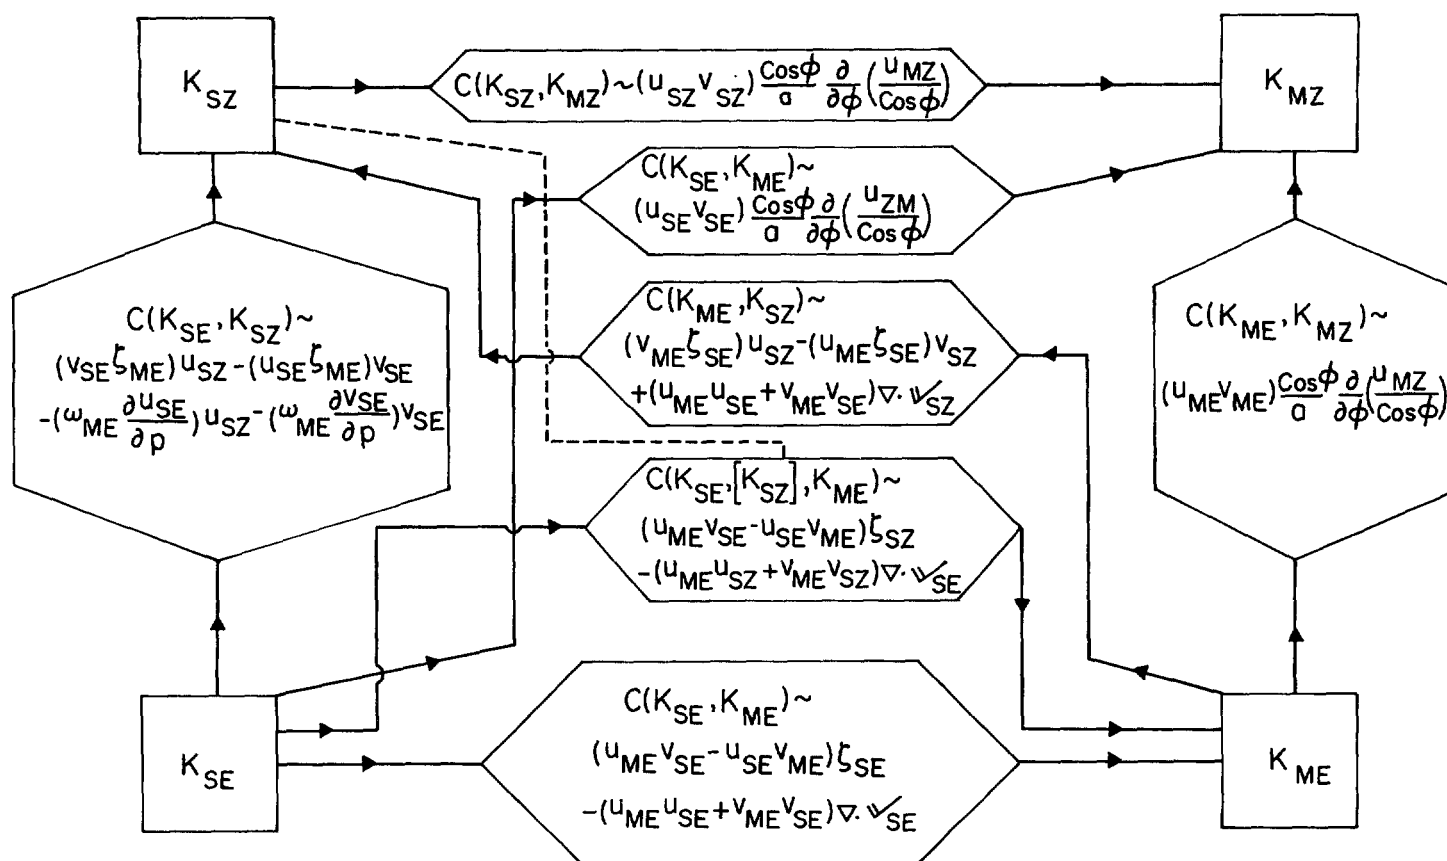 K_SZ
C(K_SZ, K_MZ) ~ (u_SZ v_SZ) Cosφ/a ∂/∂φ (u_MZ/Cosφ)
K_MZ
C(K_SE, K_ME) ~
(u_SE v_SE) Cosφ/a ∂/∂φ (u_ZM/Cosφ)
C(K_SE, K_SZ) ~
(v_SE ζ_ME) u_SZ - (u_SE ζ_ME) v_SE
-(ω_ME ∂u_SE/∂p) u_SZ - (ω_ME ∂v_SE/∂p) v_SE
C(K_ME, K_SZ) ~
(v_ME ζ_SE) u_SZ - (u_ME ζ_SE) v_SZ
+(u_ME u_SE + v_ME v_SE) ∇· 𝕍_SZ
C(K_ME, K_MZ) ~
(u_ME v_ME) Cosφ/a ∂/∂φ (u_MZ/Cosφ)
C(K_SE, [K_SZ], K_ME) ~
(u_ME v_SE - u_SE v_ME) ζ_SZ
-(u_ME u_SZ + v_ME v_SZ) ∇· 𝕍_SE
K_SE
C(K_SE, K_ME) ~
(u_ME v_SE - u_SE v_ME) ζ_SE
-(u_ME u_SE + v_ME v_SE) ∇· 𝕍_SE
K_ME